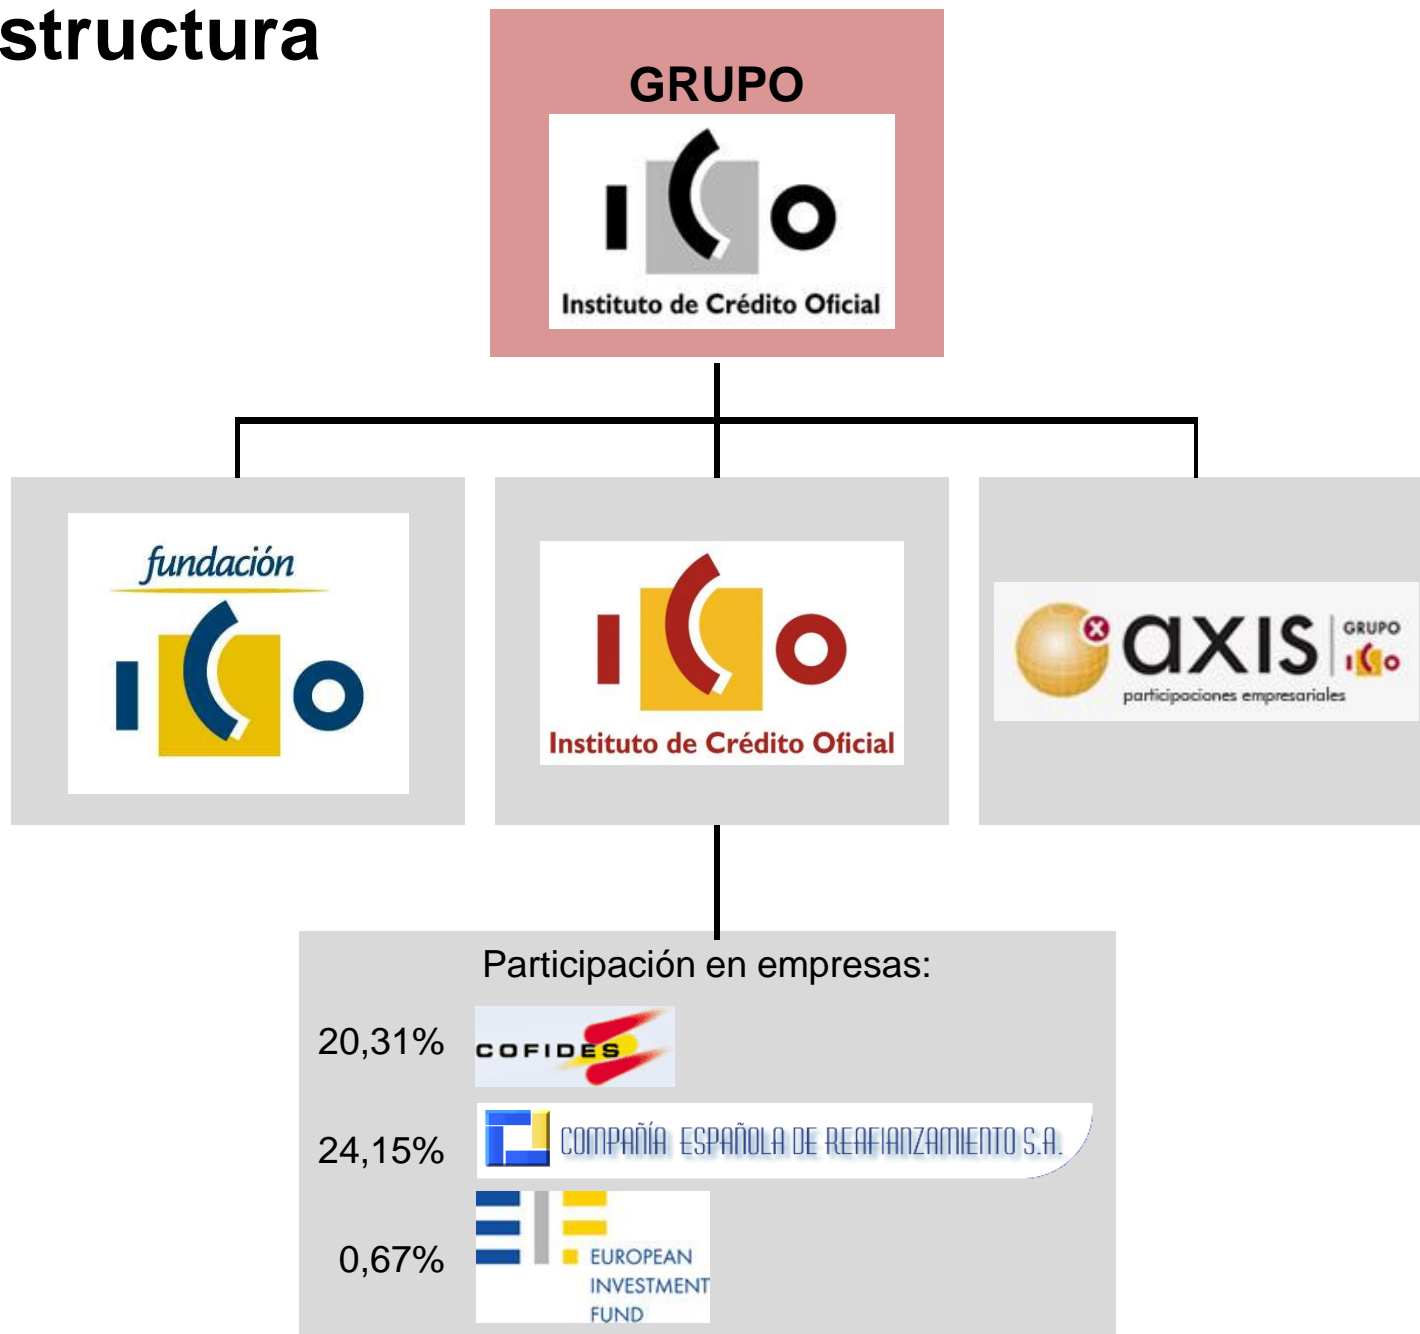 structura
GRUPO
ICO
Instituto de Crédito Oficial
fundación
ICO
ICO
Instituto de Crédito Oficial
axis
GRUPO
ICO
participaciones empresariales
Participación en empresas:
20,31%
COFIDES
24,15%
COMPAÑÍA ESPAÑOLA DE REAFIANZAMIENTO S.A.
0,67%
EUROPEAN
INVESTMENT
FUND